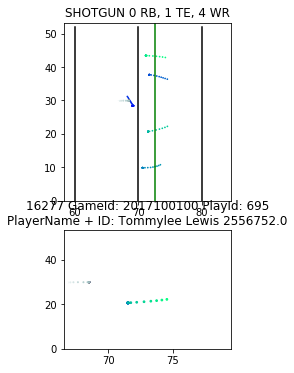 SHOTGUN 0 RB, 1 TE, 4 WR
50
40
30
20
10
0
60 70 80
16277 GameId: 2017100100 PlayId: 695
PlayerName + ID: Tommylee Lewis 2556752.0
40
20
0
70 75